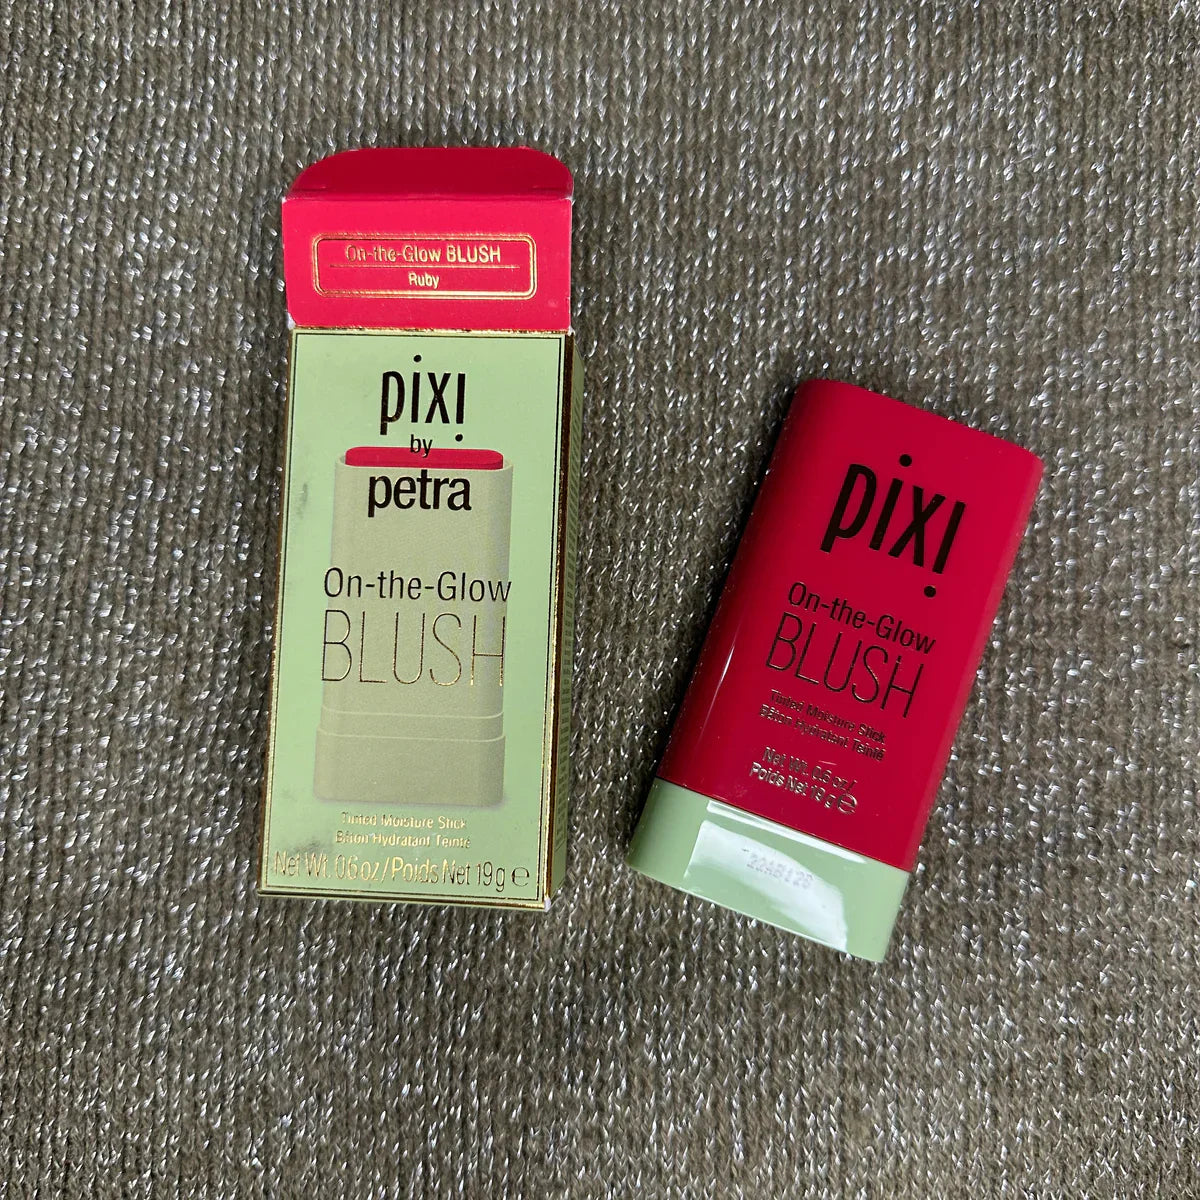 On-the-Glow BLUSH
Ruby
pixi
by
petra
On-the-Glow
BLUSH
Tinted Moisture Stick
Bâton Hydratant Teinté
Net Wt. 0.6 oz/Poids Net 19 g ℮
pixi
On-the-Glow
BLUSH
Tinted Moisture Stick
Bâton Hydratant Teinté
Net Wt. 0.6 oz/
Poids Net 19 g ℮